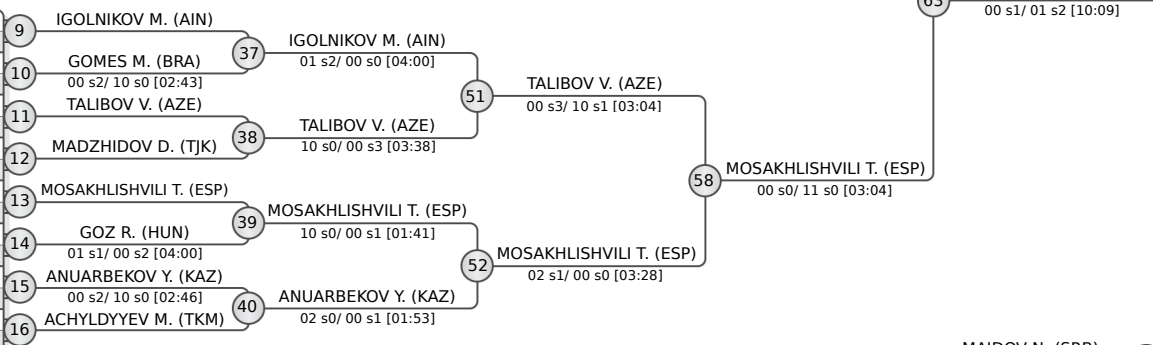 9
IGOLNIKOV M. (AIN)
10
GOMES M. (BRA)
00 s2/ 10 s0 [02:43]
11
TALIBOV V. (AZE)
12
MADZHIDOV D. (TJK)
13
MOSAKHLISHVILI T. (ESP)
14
GOZ R. (HUN)
01 s1/ 00 s2 [04:00]
15
ANUARBEKOV Y. (KAZ)
00 s2/ 10 s0 [02:46]
16
ACHYLDYYEV M. (TKM)
37
IGOLNIKOV M. (AIN)
01 s2/ 00 s0 [04:00]
38
TALIBOV V. (AZE)
10 s0/ 00 s3 [03:38]
39
MOSAKHLISHVILI T. (ESP)
10 s0/ 00 s1 [01:41]
40
ANUARBEKOV Y. (KAZ)
02 s0/ 00 s1 [01:53]
51
TALIBOV V. (AZE)
00 s3/ 10 s1 [03:04]
52
MOSAKHLISHVILI T. (ESP)
02 s1/ 00 s0 [03:28]
58
MOSAKHLISHVILI T. (ESP)
00 s0/ 11 s0 [03:04]
63
00 s1/ 01 s2 [10:09]
MAJDOV N. (SRB)